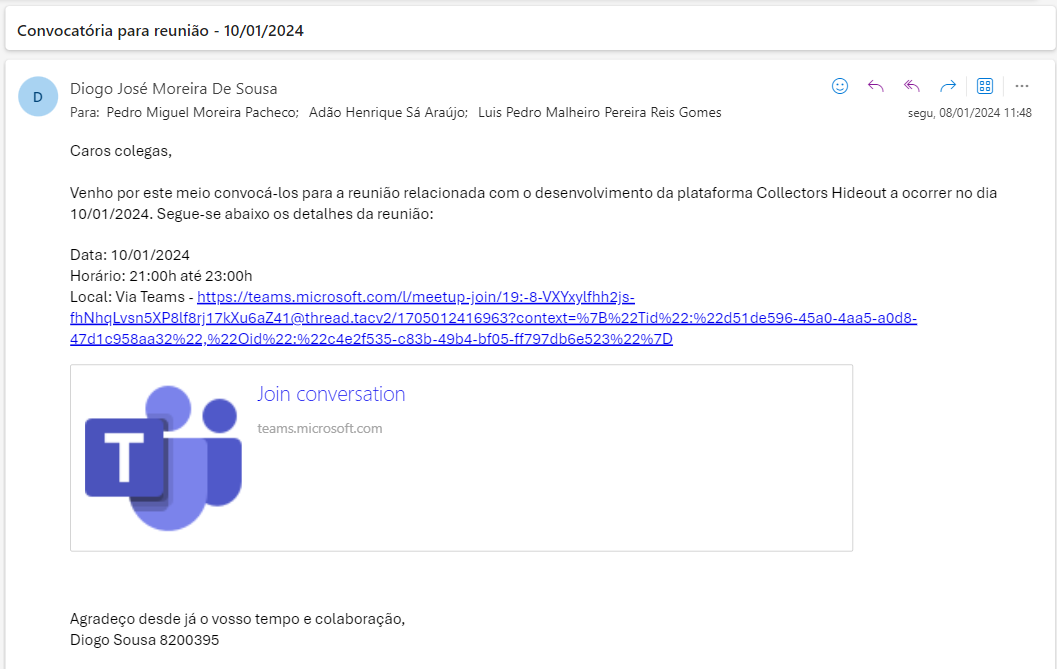 Convocatória para reunião - 10/01/2024
D
Diogo José Moreira De Sousa
Para: Pedro Miguel Moreira Pacheco; Adão Henrique Sá Araújo; Luis Pedro Malheiro Pereira Reis Gomes
segu, 08/01/2024 11:48
Caros colegas,
Venho por este meio convocá-los para a reunião relacionada com o desenvolvimento da plataforma Collectors Hideout a ocorrer no dia
10/01/2024. Segue-se abaixo os detalhes da reunião:
Data: 10/01/2024
Horário: 21:00h até 23:00h
Local: Via Teams - https://teams.microsoft.com/l/meetup-join/19:-8-VXYxylfhh2js-
fhNhqLvsn5XP8lf8rj17kXu6aZ41@thread.tacv2/1705012416963?context=%7B%22Tid%22:%22d51de596-45a0-4aa5-a0d8-
47d1c958aa32%22,%22Oid%22:%22c4e2f535-c83b-49b4-bf05-ff797db6e523%22%7D
T
Join conversation
teams.microsoft.com
Agradeço desde já o vosso tempo e colaboração,
Diogo Sousa 8200395